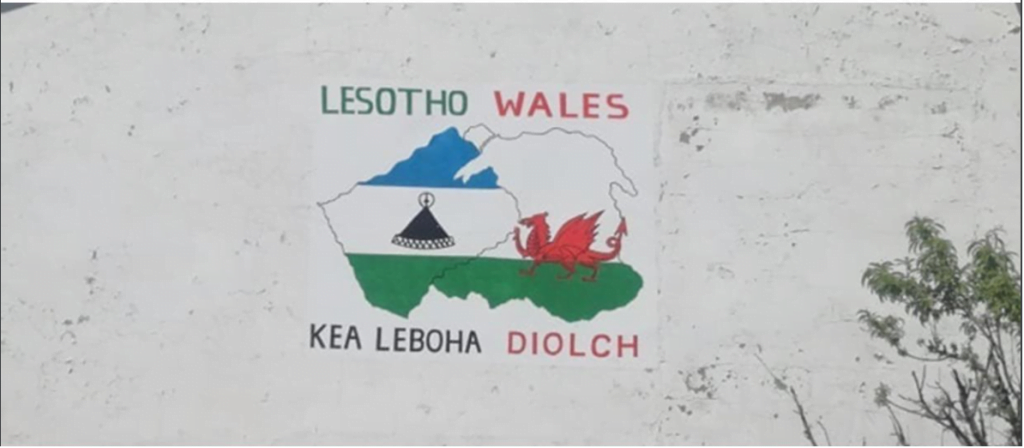 LESOTHO WALES
KEA LEBOHA DIOLCH